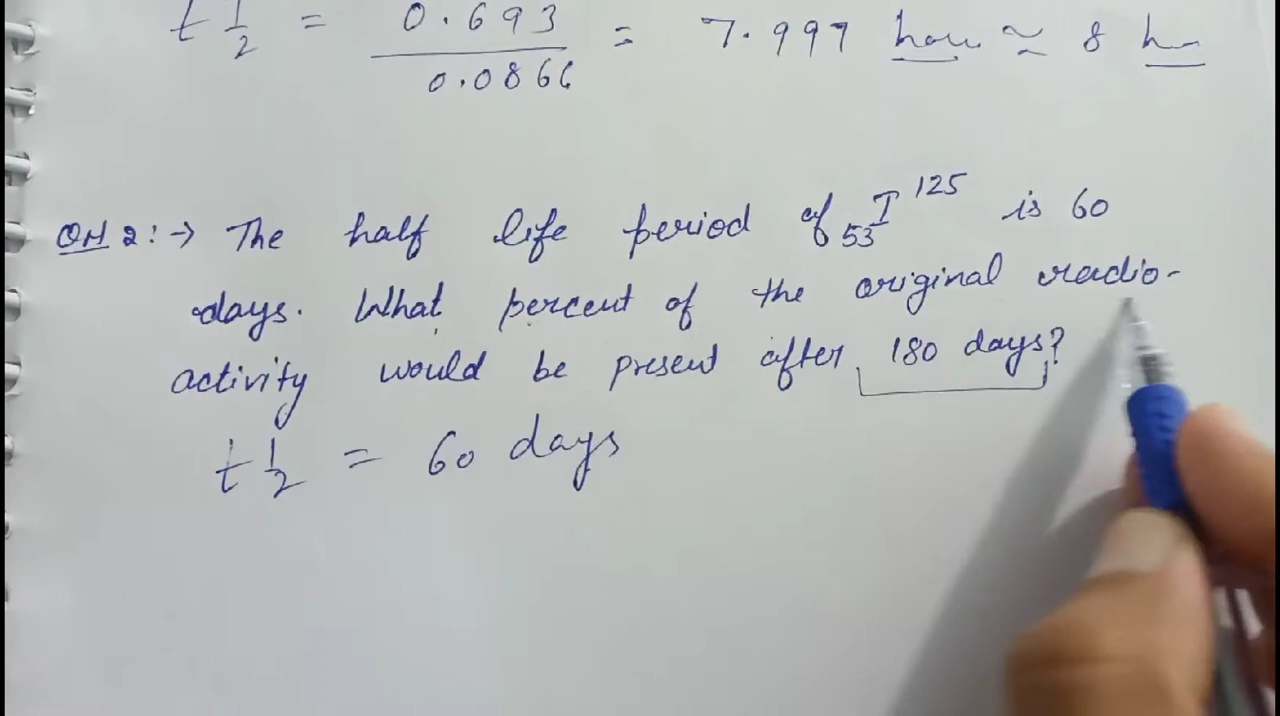 t 1/2 = 0.693 / 0.0866 = 7.997 hour ≃ 8 hr
QN 2:→ The half life period of ₅₃I¹²⁵ is 60
days. What percent of the original radio-
activity would be present after 180 days?
t 1/2 = 60 days